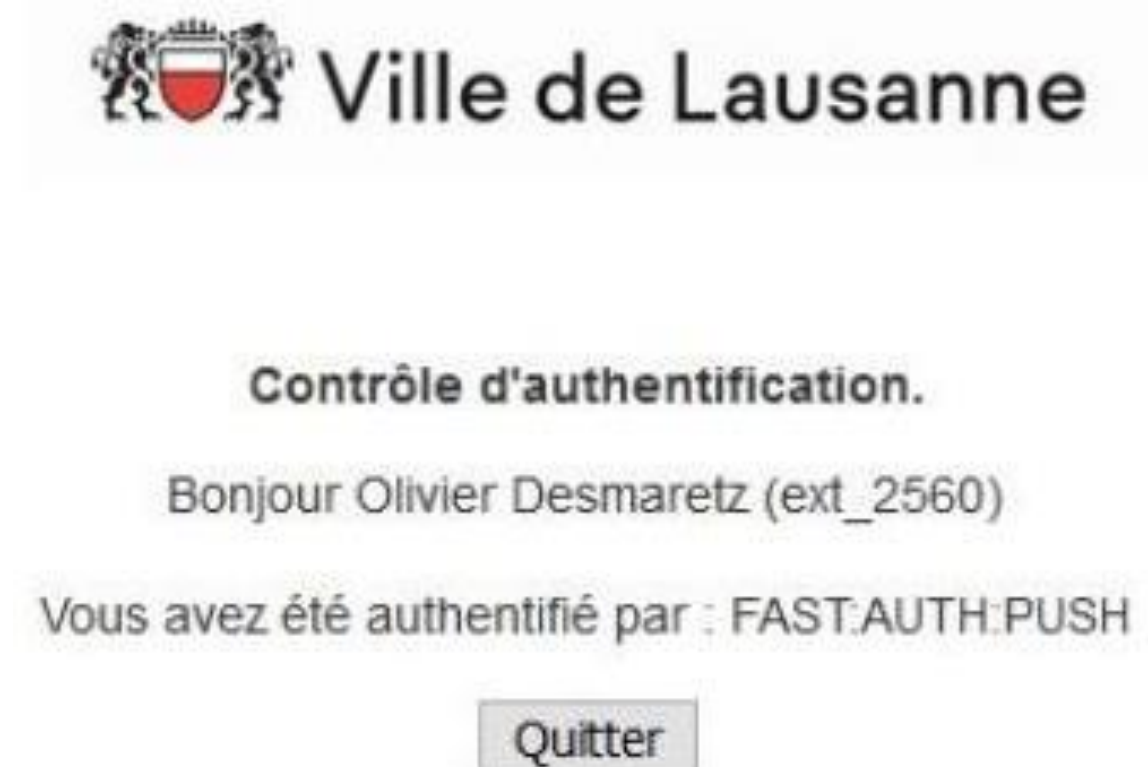 Ville de Lausanne
Contrôle d'authentification.
Bonjour Olivier Desmaretz (ext_2560)
Vous avez été authentifié par : FAST:AUTH:PUSH
Quitter